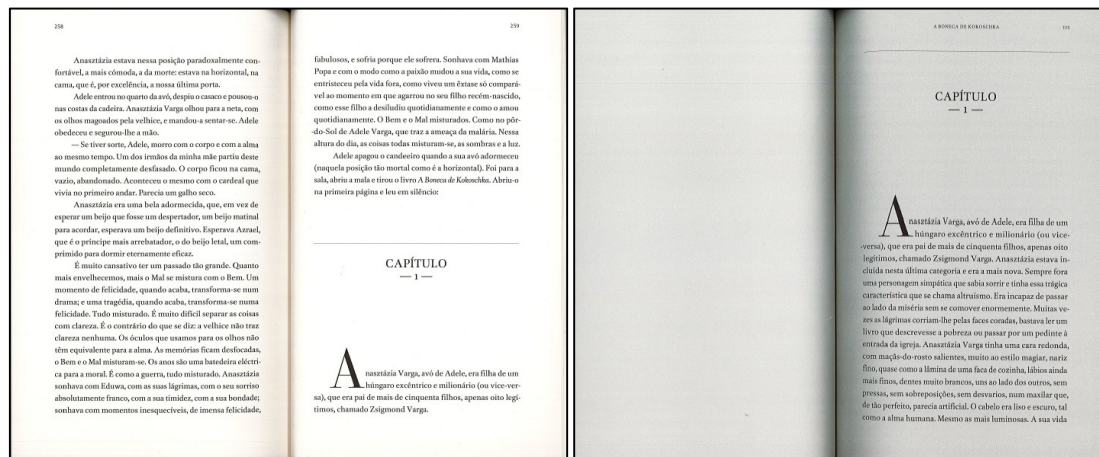 258
Anasztázia estava nessa posição paradoxalmente con-
fortável, a mais cómoda, a da morte: estava na horizontal, na
cama, que é, por excelência, a nossa última porta.
Adele entrou no quarto da avó, despiu o casaco e pousou-o
nas costas da cadeira. Anasztázia Varga olhou para a neta, com
os olhos magoados pela velhice, e mandou-a sentar-se. Adele
obedeceu e segurou-lhe a mão.
— Se tiver sorte, Adele, morro com o corpo e com a alma
ao mesmo tempo. Um dos irmãos da minha mãe partiu deste
mundo completamente desfasado. O corpo ficou na cama,
vazio, abandonado. Aconteceu o mesmo com o cardeal que
vivia no primeiro andar. Parecia um galho seco.
Anasztázia era uma bela adormecida, que, em vez de
esperar um beijo que fosse um despertador, um beijo matinal
para acordar, esperava um beijo definitivo. Esperava Azrael,
que é o príncipe mais arrebatador, o do beijo letal, um com-
primido para dormir eternamente eficaz.
É muito cansativo ter um passado tão grande. Quanto
mais envelhecemos, mais o Mal se mistura com o Bem. Um
momento de felicidade, quando acaba, transforma-se num
drama; e uma tragédia, quando acaba, transforma-se numa
felicidade. Tudo misturado. É muito difícil separar as coisas
com clareza. É o contrário do que se diz: a velhice não traz
clareza nenhuma. Os óculos que usamos para os olhos não
têm equivalente para a alma. As memórias ficam desfocadas,
o Bem e o Mal misturam-se. Os anos são uma batedeira eléctri-
ca para a moral. É como a guerra, tudo misturado. Anasztázia
sonhava com Eduwa, com as suas lágrimas, com o seu sorriso
absolutamente franco, com a sua timidez, com a sua bondade;
sonhava com momentos inesquecíveis, de imensa felicidade,
259
fabulosos, e sofria porque ele sofrera. Sonhava com Mathias
Popa e com o modo como a paixão mudou a sua vida, como se
entristeceu pela vida fora, como viveu um êxtase só compará-
vel ao momento em que agarrou no seu filho recém-nascido,
como esse filho a desiludiu quotidianamente e como o amou
quotidianamente. O Bem e o Mal misturados. Como no pôr-
-do-Sol de Adele Varga, que traz a ameaça da malária. Nessa
altura do dia, as coisas todas misturam-se, as sombras e a luz.
Adele apagou o candeeiro quando a sua avó adormeceu
(naquela posição tão mortal como é a horizontal). Foi para a
sala, abriu a mala e tirou o livro A Boneca de Kokoschka. Abriu-o
na primeira página e leu em silêncio:
CAPÍTULO
— 1 —
Anasztázia Varga, avó de Adele, era filha de um
húngaro excêntrico e milionário (ou vice-ver-
sa), que era pai de mais de cinquenta filhos, apenas oito legí-
timos, chamado Zsigmond Varga.
A BONECA DE KOKOSCHKA
CAPÍTULO
— 1 —
Anasztázia Varga, avó de Adele, era filha de um
húngaro excêntrico e milionário (ou vice-
-versa), que era pai de mais de cinquenta filhos, apenas oito
legítimos, chamado Zsigmond Varga. Anasztázia estava in-
cluída nesta última categoria e era a mais nova. Sempre fora
uma personagem simpática que sabia sorrir e tinha essa trágica
característica que se chama altruísmo. Era incapaz de passar
ao lado da miséria sem se comover enormemente. Muitas ve-
zes as lágrimas corriam-lhe pelas faces coradas, bastava ler um
livro que descrevesse a pobreza ou passar por um pedinte à
entrada da igreja. Anasztázia Varga tinha uma cara redonda,
com maçãs-do-rosto salientes, muito ao estilo magiar, nariz
fino, quase como a lâmina de uma faca de cozinha, lábios ainda
mais finos, dentes muito brancos, uns ao lado dos outros, sem
pressas, sem sobreposições, sem desvarios, num maxilar que,
de tão perfeito, parecia artificial. O cabelo era liso e escuro, tal
como a alma humana. Mesmo as mais luminosas. A sua vida